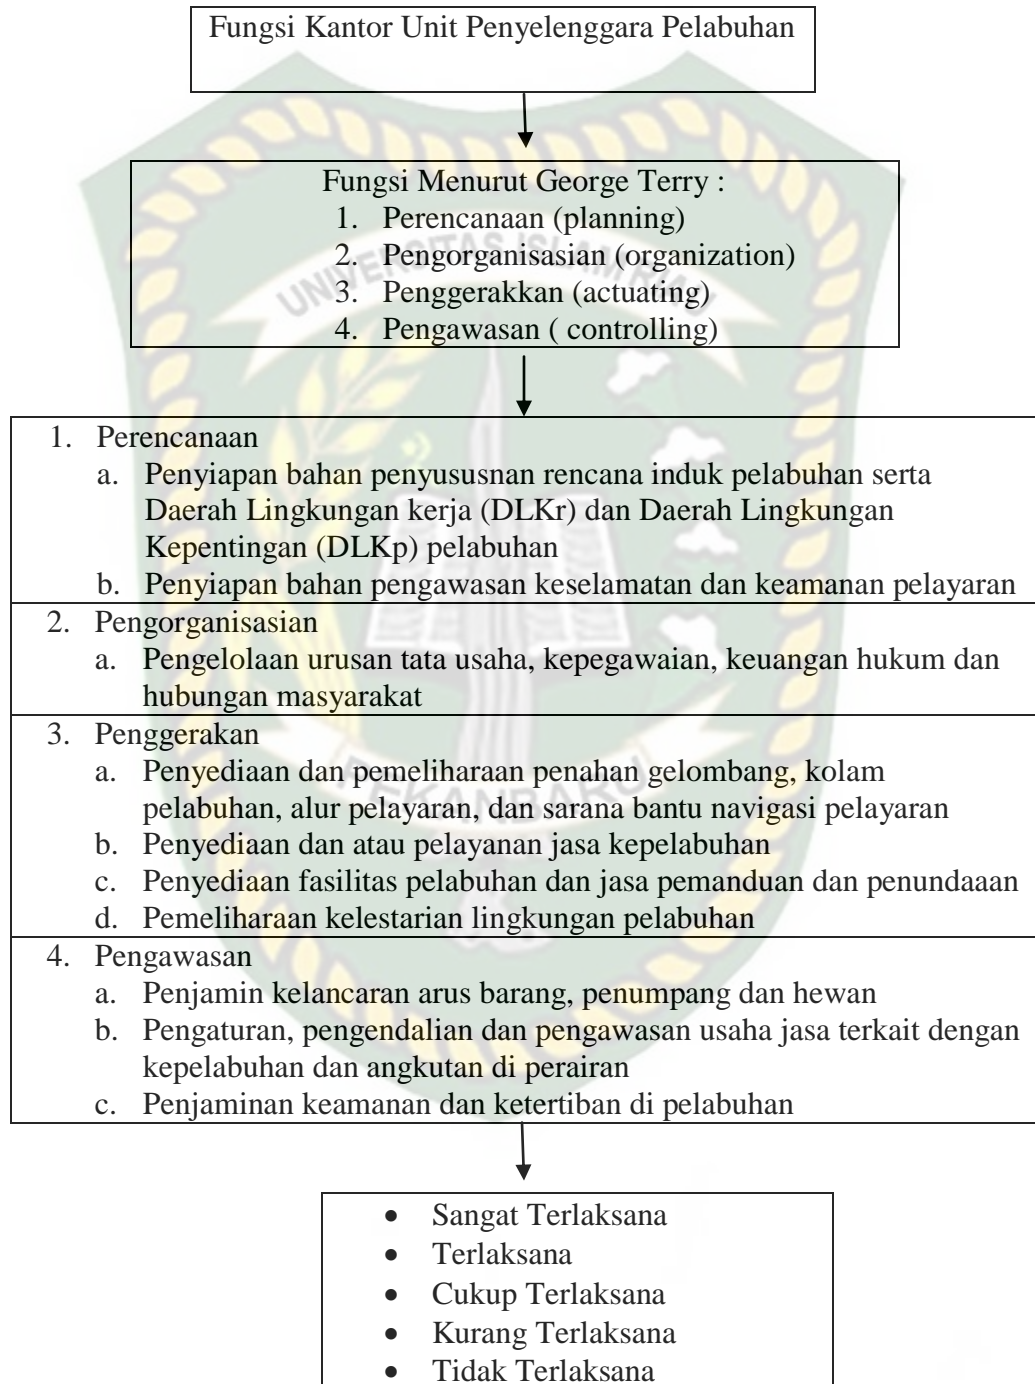 Fungsi Kantor Unit Penyelenggara Pelabuhan
Fungsi Menurut George Terry :
1. Perencanaan (planning)
2. Pengorganisasian (organization)
3. Penggerakkan (actuating)
4. Pengawasan ( controlling)
UNIVERSITAS ISLAM RIAU
1. Perencanaan
a. Penyiapan bahan penyususnan rencana induk pelabuhan serta
Daerah Lingkungan kerja (DLKr) dan Daerah Lingkungan
Kepentingan (DLKp) pelabuhan
b. Penyiapan bahan pengawasan keselamatan dan keamanan pelayaran
2. Pengorganisasian
a. Pengelolaan urusan tata usaha, kepegawaian, keuangan hukum dan
hubungan masyarakat
3. Penggerakan
a. Penyediaan dan pemeliharaan penahan gelombang, kolam
pelabuhan, alur pelayaran, dan sarana bantu navigasi pelayaran
b. Penyediaan dan atau pelayanan jasa kepelabuhan
c. Penyediaan fasilitas pelabuhan dan jasa pemanduan dan penundaaan
d. Pemeliharaan kelestarian lingkungan pelabuhan
PEKANBARU
4. Pengawasan
a. Penjamin kelancaran arus barang, penumpang dan hewan
b. Pengaturan, pengendalian dan pengawasan usaha jasa terkait dengan
kepelabuhan dan angkutan di perairan
c. Penjaminan keamanan dan ketertiban di pelabuhan
• Sangat Terlaksana
• Terlaksana
• Cukup Terlaksana
• Kurang Terlaksana
• Tidak Terlaksana